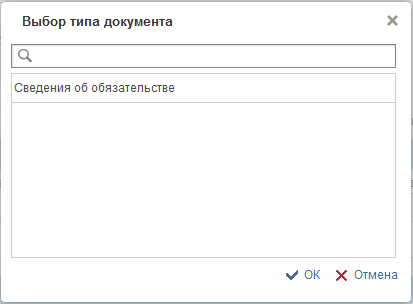 Выбор типа документа
Сведения об обязательстве
ОК Отмена